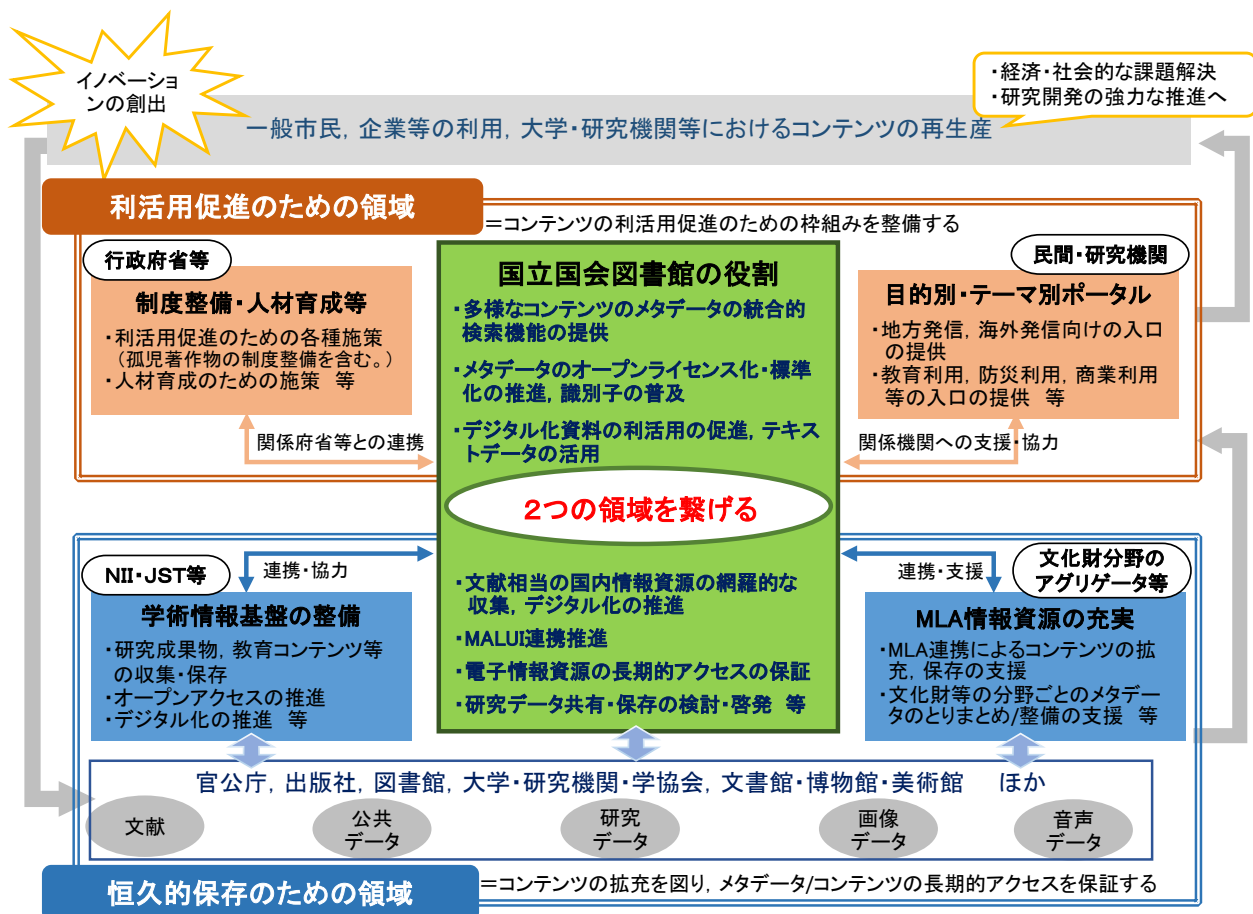 イノベーショ
ンの創出
・経済・社会的な課題解決
・研究開発の強力な推進へ
一般市民，企業等の利用，大学・研究機関等におけるコンテンツの再生産
利活用促進のための領域
＝コンテンツの利活用促進のための枠組みを整備する
行政府省等
制度整備・人材育成等
・利活用促進のための各種施策
（孤児著作物の制度整備を含む。）
・人材育成のための施策　等
関係府省等との連携
国立国会図書館の役割
・多様なコンテンツのメタデータの統合的
検索機能の提供
・メタデータのオープンライセンス化・標準
化の推進，識別子の普及
・デジタル化資料の利活用の促進，テキス
トデータの活用
民間・研究機関
目的別・テーマ別ポータル
・地方発信，海外発信向けの入口
の提供
・教育利用，防災利用，商業利用
等の入口の提供　等
関係機関への支援・協力
２つの領域を繋げる
NII・JST等
連携・協力
学術情報基盤の整備
・研究成果物，教育コンテンツ等
の収集・保存
・オープンアクセスの推進
・デジタル化の推進　等
・文献相当の国内情報資源の網羅的な
収集，デジタル化の推進
・MALUI連携推進
・電子情報資源の長期的アクセスの保証
・研究データ共有・保存の検討・啓発　等
連携・支援
文化財分野の
アグリゲータ等
MLA情報資源の充実
・MLA連携によるコンテンツの拡
充，保存の支援
・文化財等の分野ごとのメタデー
タのとりまとめ/整備の支援　等
官公庁，出版社，図書館，大学・研究機関・学協会，文書館・博物館・美術館　ほか
文献
公共
データ
研究
データ
画像
データ
音声
データ
恒久的保存のための領域
＝コンテンツの拡充を図り，メタデータ/コンテンツの長期的アクセスを保証する